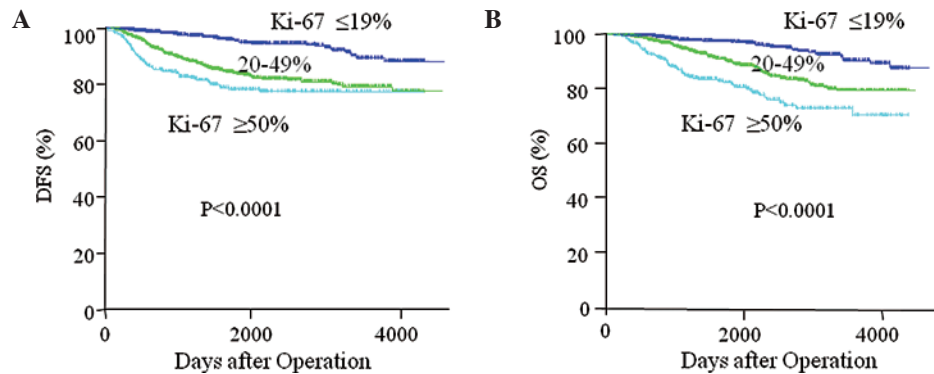 A
Ki-67 ≤19%
100
20-49%
80
Ki-67 ≥50%
DFS (%)
60
40
P<0.0001
20
0
0 2000 4000
Days after Operation
B
Ki-67 ≤19%
100
20-49%
80
Ki-67 ≥50%
OS (%)
60
40
P<0.0001
20
0
0 2000 4000
Days after Operation